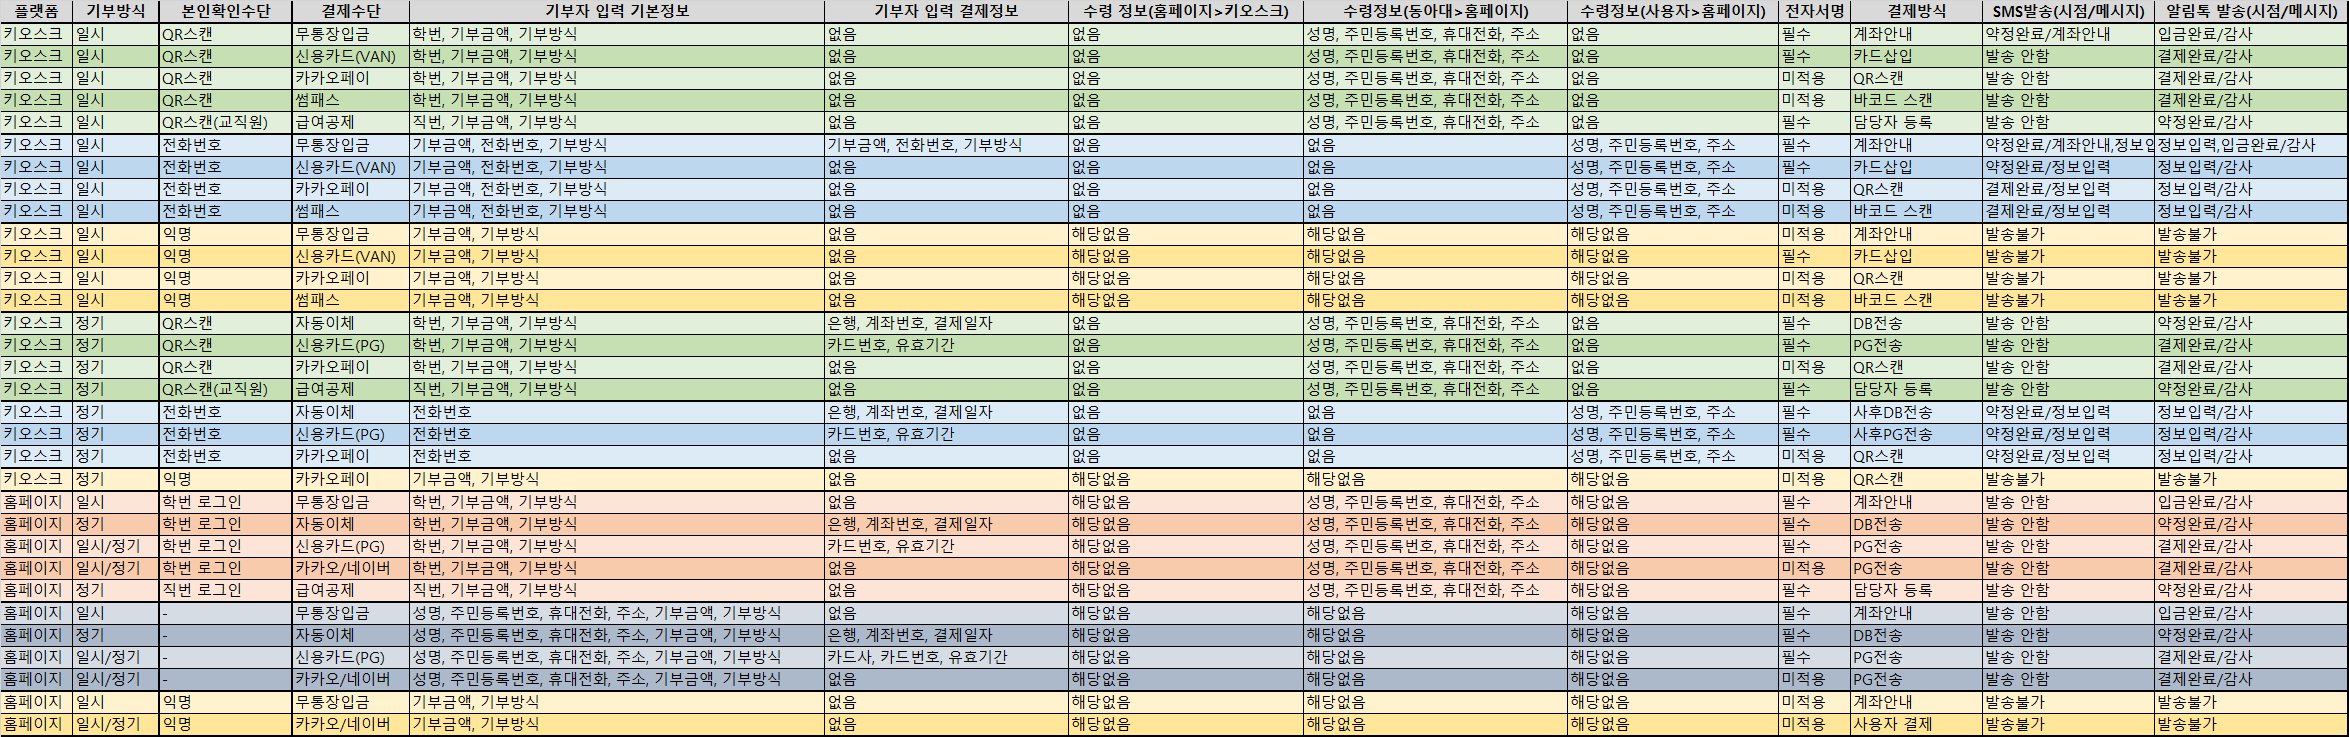 플랫폼 기부방식 본인확인수단 결제수단 기부자 입력 기본정보 기부자 입력 결제정보 수령 정보(홈페이지>키오스크) 수령정보(동아대>홈페이지) 수령정보(사용자>홈페이지) 전자서명 결제방식 SMS발송(시점/메시지) 알림톡 발송(시점/메시지)
키오스크 일시 QR스캔 무통장입금 학번, 기부금액, 기부방식 없음 없음 성명, 주민등록번호, 휴대전화, 주소 없음 필수 계좌안내 약정완료/계좌안내 입금완료/감사
키오스크 일시 QR스캔 신용카드(VAN) 학번, 기부금액, 기부방식 없음 없음 성명, 주민등록번호, 휴대전화, 주소 없음 필수 카드삽입 발송 안함 결제완료/감사
키오스크 일시 QR스캔 카카오페이 학번, 기부금액, 기부방식 없음 없음 성명, 주민등록번호, 휴대전화, 주소 없음 미적용 QR스캔 발송 안함 결제완료/감사
키오스크 일시 QR스캔 썸패스 학번, 기부금액, 기부방식 없음 없음 성명, 주민등록번호, 휴대전화, 주소 없음 미적용 바코드 스캔 발송 안함 결제완료/감사
키오스크 일시 QR스캔(교직원) 급여공제 직번, 기부금액, 기부방식 없음 없음 성명, 주민등록번호, 휴대전화, 주소 없음 필수 담당자 등록 발송 안함 약정완료/감사
키오스크 일시 전화번호 무통장입금 기부금액, 전화번호, 기부방식 기부금액, 전화번호, 기부방식 없음 없음 성명, 주민등록번호, 주소 필수 계좌안내 약정완료/계좌안내,정보입 정보입력,입금완료/감사
키오스크 일시 전화번호 신용카드(VAN) 기부금액, 전화번호, 기부방식 없음 없음 없음 성명, 주민등록번호, 주소 필수 카드삽입 약정완료/정보입력 정보입력/감사
키오스크 일시 전화번호 카카오페이 기부금액, 전화번호, 기부방식 없음 없음 없음 성명, 주민등록번호, 주소 미적용 QR스캔 결제완료/정보입력 정보입력/감사
키오스크 일시 전화번호 썸패스 기부금액, 전화번호, 기부방식 없음 없음 없음 성명, 주민등록번호, 주소 미적용 바코드 스캔 결제완료/정보입력 정보입력/감사
키오스크 일시 익명 무통장입금 기부금액, 기부방식 없음 해당없음 해당없음 해당없음 미적용 계좌안내 발송불가 발송불가
키오스크 일시 익명 신용카드(VAN) 기부금액, 기부방식 없음 해당없음 해당없음 해당없음 필수 카드삽입 발송불가 발송불가
키오스크 일시 익명 카카오페이 기부금액, 기부방식 없음 해당없음 해당없음 해당없음 미적용 QR스캔 발송불가 발송불가
키오스크 일시 익명 썸패스 기부금액, 기부방식 없음 해당없음 해당없음 해당없음 미적용 바코드 스캔 발송불가 발송불가
키오스크 정기 QR스캔 자동이체 학번, 기부금액, 기부방식 은행, 계좌번호, 결제일자 없음 성명, 주민등록번호, 휴대전화, 주소 없음 필수 DB전송 발송 안함 약정완료/감사
키오스크 정기 QR스캔 신용카드(PG) 학번, 기부금액, 기부방식 카드번호, 유효기간 없음 성명, 주민등록번호, 휴대전화, 주소 없음 필수 PG전송 발송 안함 결제완료/감사
키오스크 정기 QR스캔 카카오페이 학번, 기부금액, 기부방식 없음 없음 성명, 주민등록번호, 휴대전화, 주소 없음 미적용 QR스캔 발송 안함 결제완료/감사
키오스크 정기 QR스캔(교직원) 급여공제 직번, 기부금액, 기부방식 없음 없음 성명, 주민등록번호, 휴대전화, 주소 없음 필수 담당자 등록 발송 안함 약정완료/감사
키오스크 정기 전화번호 자동이체 전화번호 은행, 계좌번호, 결제일자 없음 없음 성명, 주민등록번호, 주소 필수 사후DB전송 약정완료/정보입력 정보입력/감사
키오스크 정기 전화번호 신용카드(PG) 전화번호 카드번호, 유효기간 없음 없음 성명, 주민등록번호, 주소 필수 사후PG전송 약정완료/정보입력 정보입력/감사
키오스크 정기 전화번호 카카오페이 전화번호 없음 없음 없음 성명, 주민등록번호, 주소 미적용 QR스캔 약정완료/정보입력 정보입력/감사
키오스크 정기 익명 카카오페이 기부금액, 기부방식 없음 해당없음 해당없음 해당없음 미적용 QR스캔 발송불가 발송불가
홈페이지 일시 학번 로그인 무통장입금 학번, 기부금액, 기부방식 없음 해당없음 성명, 주민등록번호, 휴대전화, 주소 해당없음 필수 계좌안내 발송 안함 입금완료/감사
홈페이지 정기 학번 로그인 자동이체 학번, 기부금액, 기부방식 은행, 계좌번호, 결제일자 해당없음 성명, 주민등록번호, 휴대전화, 주소 해당없음 필수 DB전송 발송 안함 약정완료/감사
홈페이지 일시/정기 학번 로그인 신용카드(PG) 학번, 기부금액, 기부방식 카드번호, 유효기간 해당없음 성명, 주민등록번호, 휴대전화, 주소 해당없음 필수 PG전송 발송 안함 결제완료/감사
홈페이지 일시/정기 학번 로그인 카카오/네이버 학번, 기부금액, 기부방식 없음 해당없음 성명, 주민등록번호, 휴대전화, 주소 해당없음 미적용 PG전송 발송 안함 결제완료/감사
홈페이지 정기 직번 로그인 급여공제 직번, 기부금액, 기부방식 없음 해당없음 성명, 주민등록번호, 휴대전화, 주소 해당없음 필수 담당자 등록 발송 안함 약정완료/감사
홈페이지 일시 - 무통장입금 성명, 주민등록번호, 휴대전화, 주소, 기부금액, 기부방식 없음 해당없음 해당없음 해당없음 필수 계좌안내 발송 안함 입금완료/감사
홈페이지 정기 - 자동이체 성명, 주민등록번호, 휴대전화, 주소, 기부금액, 기부방식 은행, 계좌번호, 결제일자 해당없음 해당없음 해당없음 필수 DB전송 발송 안함 약정완료/감사
홈페이지 일시/정기 - 신용카드(PG) 성명, 주민등록번호, 휴대전화, 주소, 기부금액, 기부방식 카드사, 카드번호, 유효기간 해당없음 해당없음 해당없음 필수 PG전송 발송 안함 결제완료/감사
홈페이지 일시/정기 - 카카오/네이버 성명, 주민등록번호, 휴대전화, 주소, 기부금액, 기부방식 없음 해당없음 해당없음 해당없음 미적용 PG전송 발송 안함 결제완료/감사
홈페이지 일시 익명 무통장입금 기부금액, 기부방식 없음 해당없음 해당없음 해당없음 미적용 계좌안내 발송불가 발송불가
홈페이지 일시/정기 익명 카카오/네이버 기부금액, 기부방식 없음 해당없음 해당없음 해당없음 미적용 사용자 결제 발송불가 발송불가